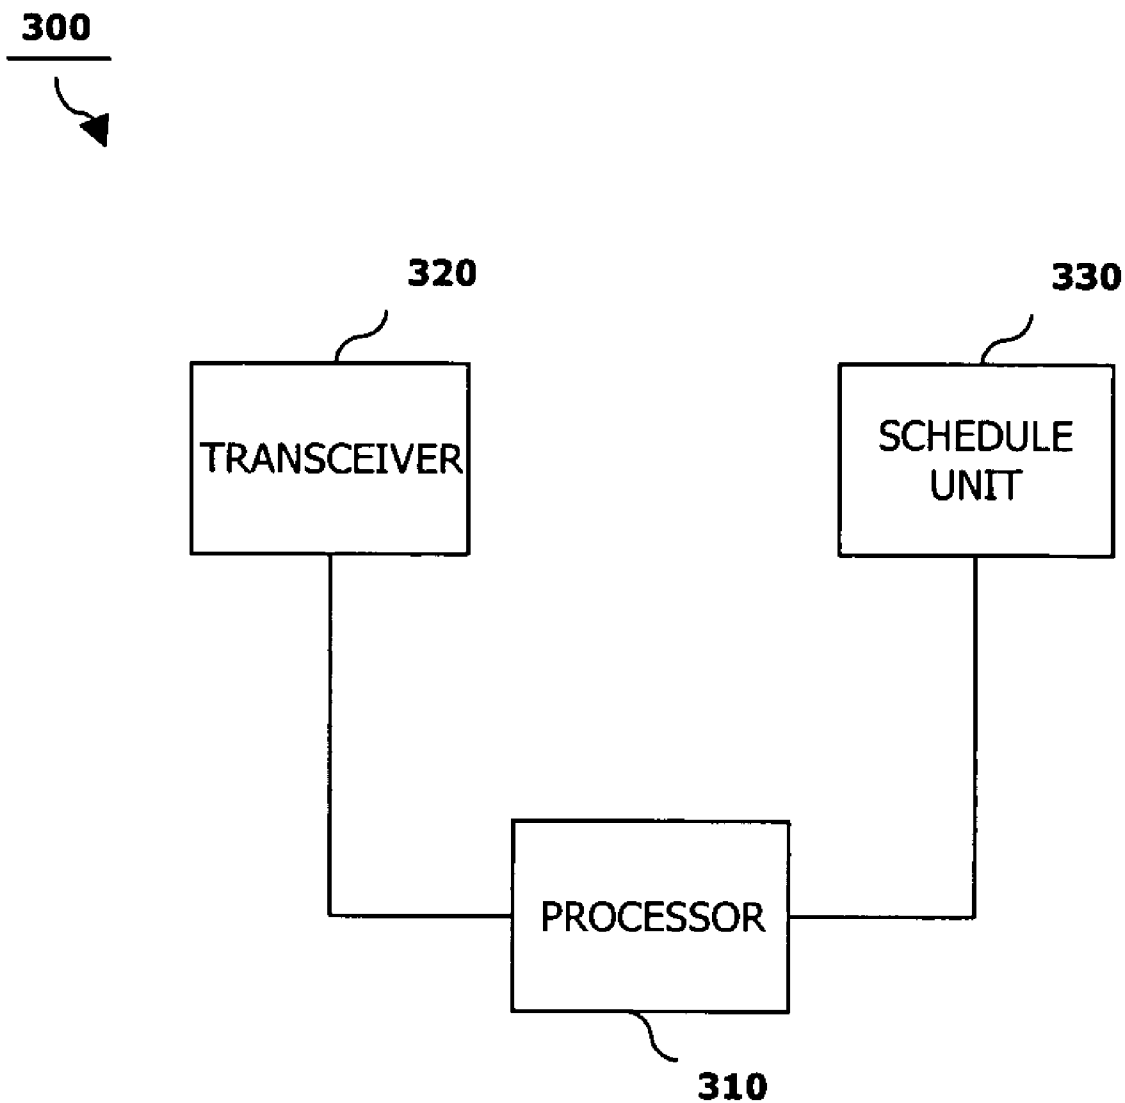 300
320
330
TRANSCEIVER
SCHEDULE
UNIT
PROCESSOR
310